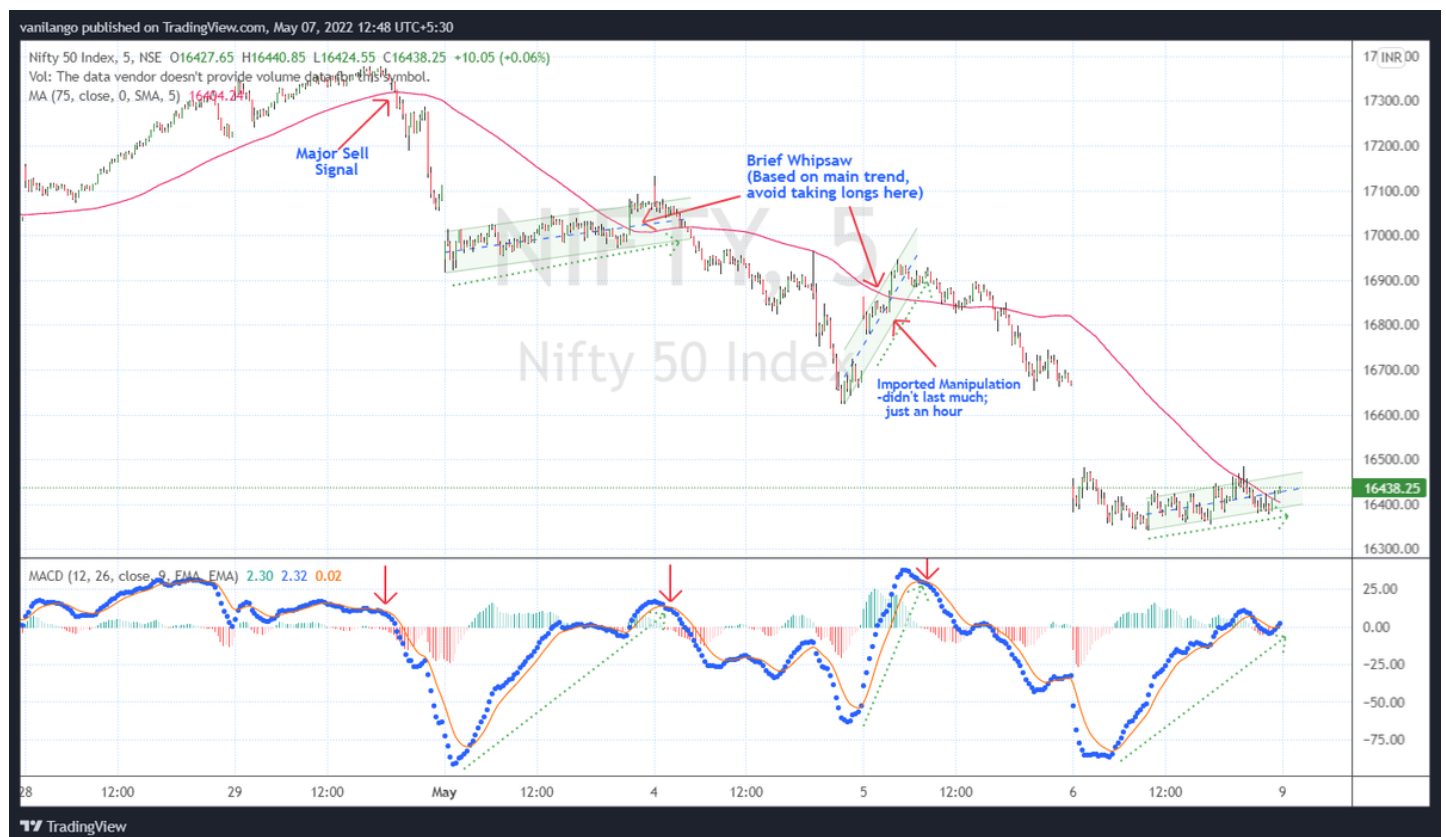 vanilango published on TradingView.com, May 07, 2022 12:48 UTC+5:30
Nifty 50 Index, 5, NSE O16427.65 H16440.85 L16424.55 C16438.25 +10.05 (+0.06%)
Vol: The data vendor doesn't provide volume data for this symbol.
MA (75, close, 0, SMA, 5) 16404.24
INR
17300.00
17200.00
17100.00
17000.00
16900.00
16800.00
16700.00
16600.00
16500.00
16438.25
16400.00
16300.00
Major Sell
Signal
Brief Whipsaw
(Based on main trend,
avoid taking longs here)
NIFTY, 5
Nifty 50 Index
Imported Manipulation
-didn't last much;
just an hour
MACD (12, 26, close, 9, EMA, EMA) 2.30 2.32 0.02
25.00
0.00
−25.00
−50.00
−75.00
28 12:00 29 12:00 May 12:00 4 12:00 5 12:00 6 12:00 9
TradingView